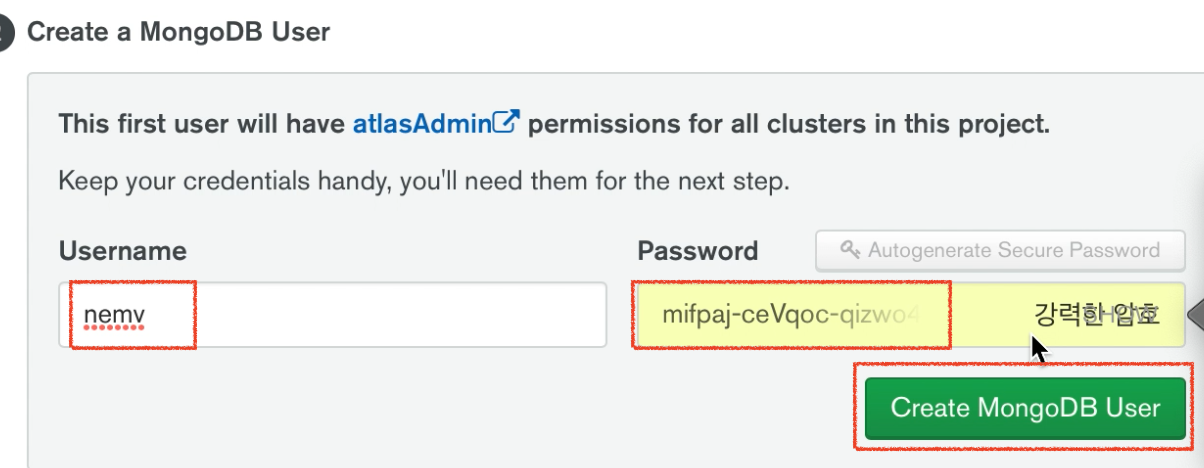 Create a MongoDB User
This first user will have atlasAdmin permissions for all clusters in this project.
Keep your credentials handy, you'll need them for the next step.
Username
Password
Autogenerate Secure Password
nemv
mifpaj-ceVqoc-qizwo4
강력한 암호
SHOW
Create MongoDB User